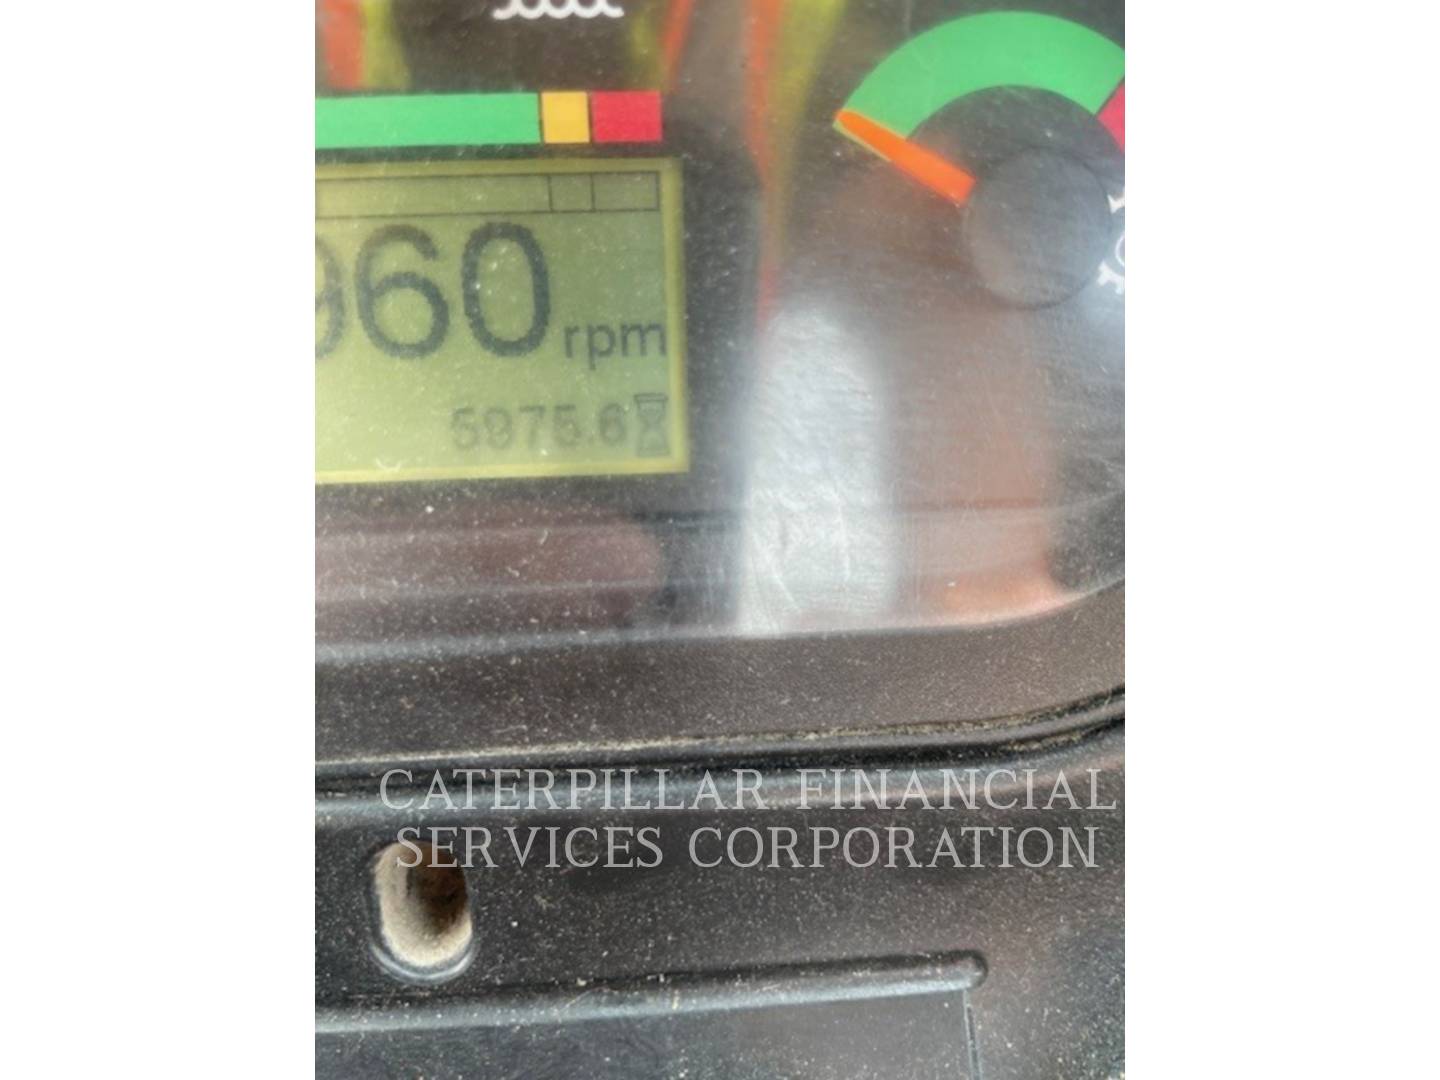 960
rpm
5975.6
CATERPILLAR FINANCIAL
SERVICES CORPORATION